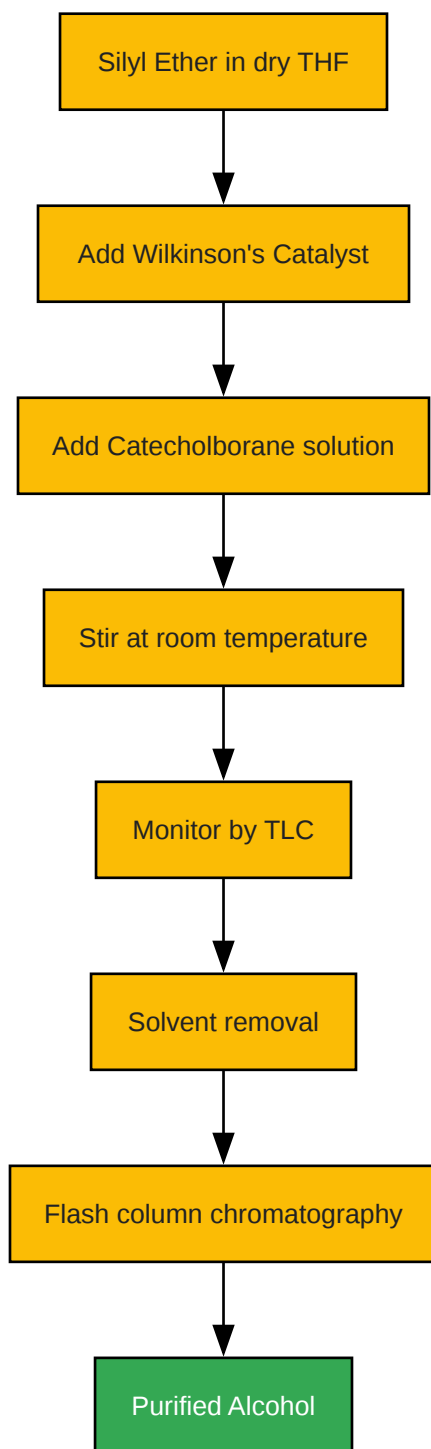 Silyl Ether in dry THF
Add Wilkinson's Catalyst
Add Catecholborane solution
Stir at room temperature
Monitor by TLC
Solvent removal
Flash column chromatography
Purified Alcohol